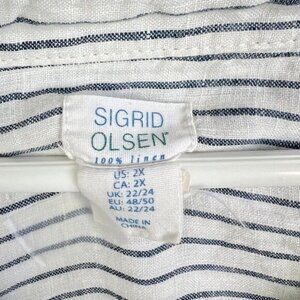 SIGRID
OLSEN
100% linen
US: 2X
CA: 2X
UK: 22/24
EU: 48/50
AU: 22/24
MADE IN
CHINA